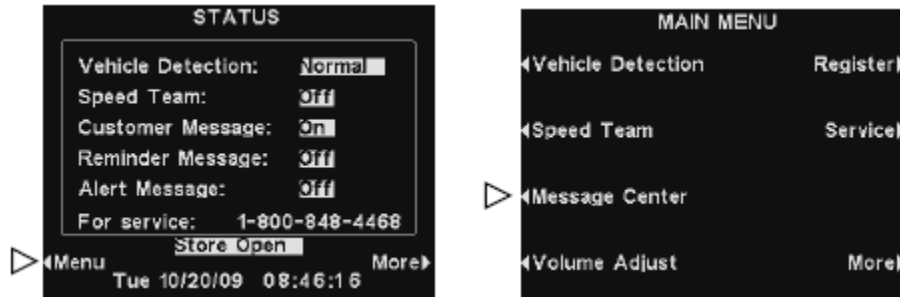 STATUS
Vehicle Detection: Normal
Speed Team: Off
Customer Message: On
Reminder Message: Off
Alert Message: Off
For service: 1-800-848-4468
Store Open
Menu More
Tue 10/20/09 08:46:16
MAIN MENU
Vehicle Detection Register
Speed Team Service
Message Center
Volume Adjust More